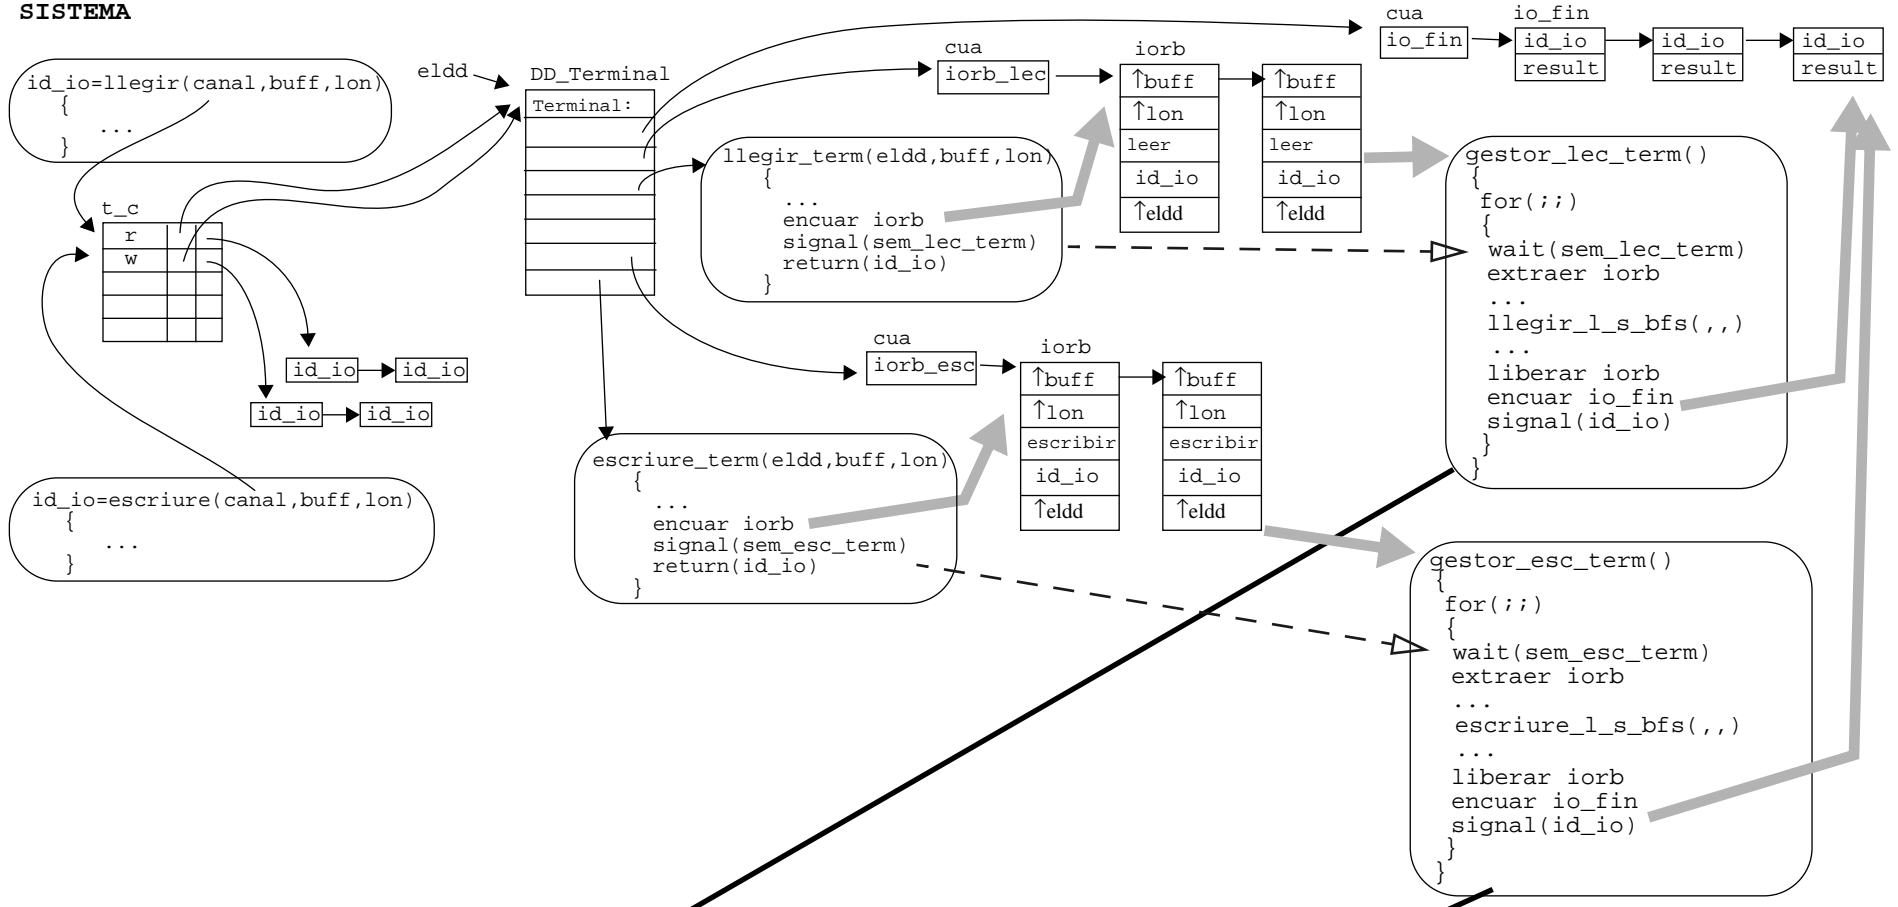 SISTEMA
cua
io_fin
io_fin
id_io
result
id_io
result
id_io
result
id_io=llegir(canal,buff,lon)
{
...
}
eldd
DD_Terminal
Terminal:
cua
iorb_lec
iorb
↑buff
↑lon
leer
id_io
↑eldd
↑buff
↑lon
leer
id_io
↑eldd
llegir_term(eldd,buff,lon)
{
...
encuar iorb
signal(sem_lec_term)
return(id_io)
}
gestor_lec_term()
{
for(;;)
{
wait(sem_lec_term)
extraer iorb
...
llegir_l_s_bfs(,,)
...
liberar iorb
encuar io_fin
signal(id_io)
}
}
t_c
r
w
id_io
id_io
id_io
id_io
cua
iorb_esc
iorb
↑buff
↑lon
escribir
id_io
↑eldd
↑buff
↑lon
escribir
id_io
↑eldd
id_io=escriure(canal,buff,lon)
{
...
}
escriure_term(eldd,buff,lon)
{
...
encuar iorb
signal(sem_esc_term)
return(id_io)
}
gestor_esc_term()
{
for(;;)
{
wait(sem_esc_term)
extraer iorb
...
escriure_l_s_bfs(,,)
...
liberar iorb
encuar io_fin
signal(id_io)
}
}